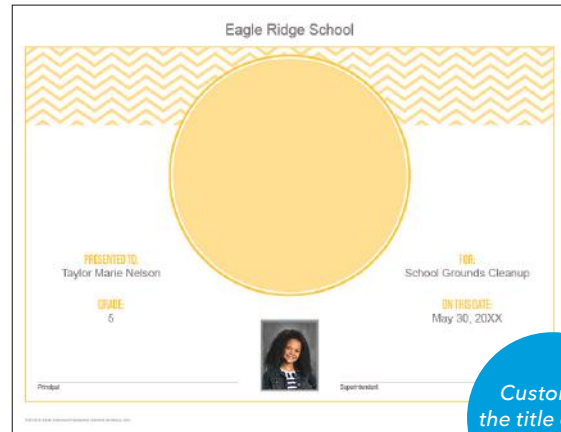 Eagle Ridge School
PRESENTED TO:
Taylor Marie Nelson
FOR:
School Grounds Cleanup
GRADE:
5
ON THIS DATE:
May 30, 20XX
Principal
Superintendent
Custom
the title